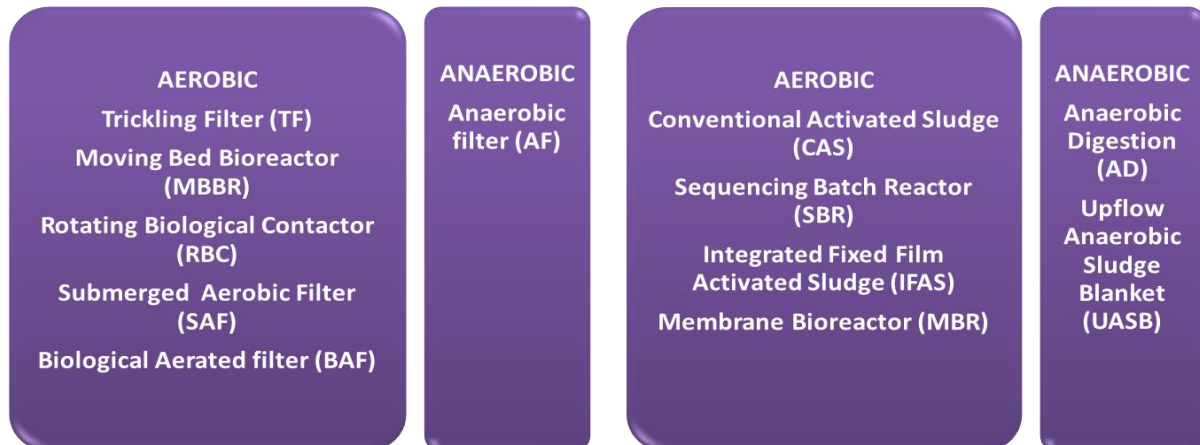 AEROBIC
Trickling Filter (TF)
Moving Bed Bioreactor
(MBBR)
Rotating Biological Contactor
(RBC)
Submerged Aerobic Filter
(SAF)
Biological Aerated filter (BAF)
ANAEROBIC
Anaerobic
filter (AF)
AEROBIC
Conventional Activated Sludge
(CAS)
Sequencing Batch Reactor
(SBR)
Integrated Fixed Film
Activated Sludge (IFAS)
Membrane Bioreactor (MBR)
ANAEROBIC
Anaerobic
Digestion
(AD)
Upflow
Anaerobic
Sludge
Blanket
(UASB)